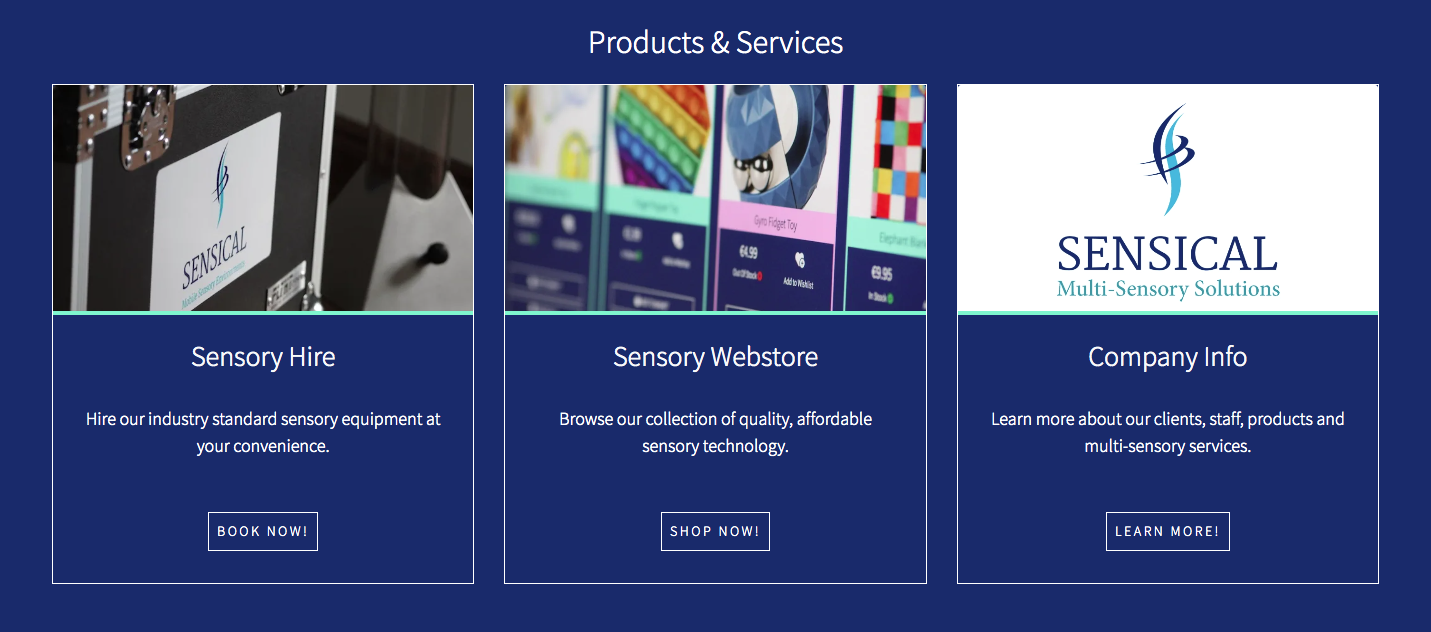 Products & Services
SENSICAL
Mobile Sensory Environments
Gyro Fidget Toy
€4.99
Out Of Stock
Add to Wishlist
Elephant Blank
€9.95
In Stock
SENSICAL
Multi-Sensory Solutions
Sensory Hire
Hire our industry standard sensory equipment at
your convenience.
BOOK NOW!
Sensory Webstore
Browse our collection of quality, affordable
sensory technology.
SHOP NOW!
Company Info
Learn more about our clients, staff, products and
multi-sensory services.
LEARN MORE!